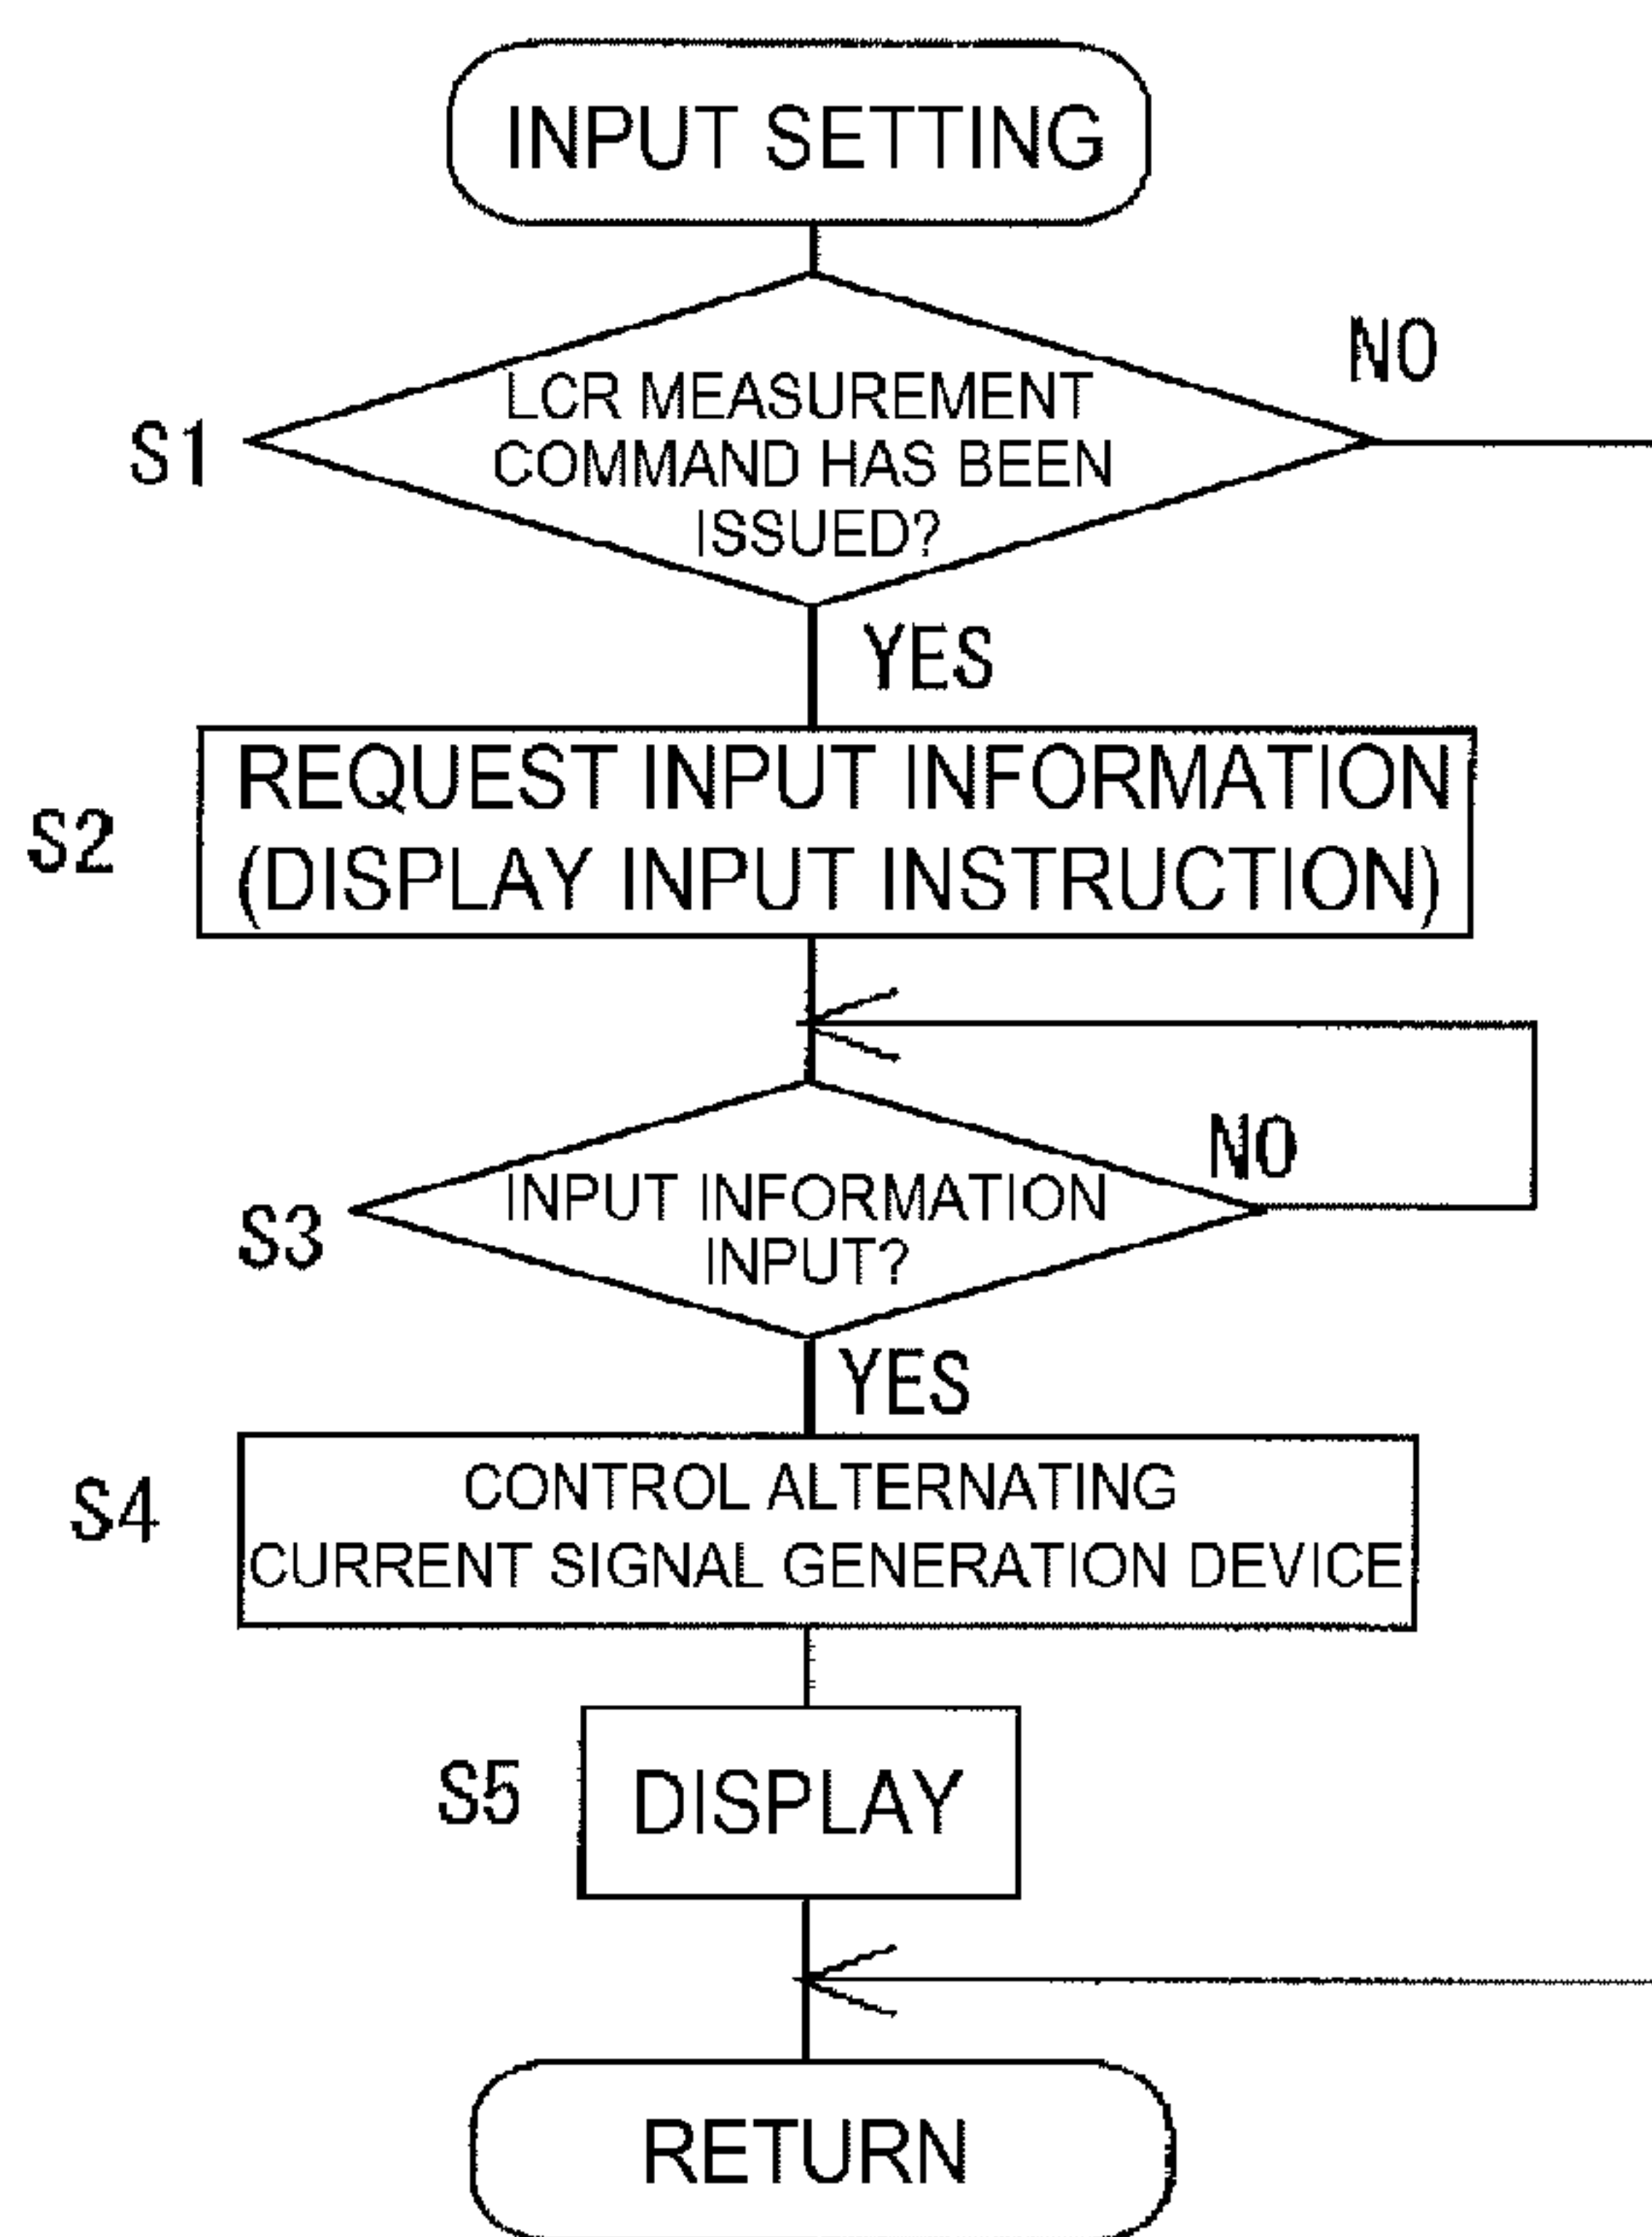 INPUT SETTING
NO
LCR MEASUREMENT
S1
COMMAND HAS BEEN
ISSUED?
YES
REQUEST INPUT INFORMATION
S2
(DISPLAY INPUT INSTRUCTION)
NO
INPUT INFORMATION
S3
INPUT?
YES
CONTROL ALTERNATING
S4
CURRENT SIGNAL GENERATION DEVICE
S5
DISPLAY
RETURN